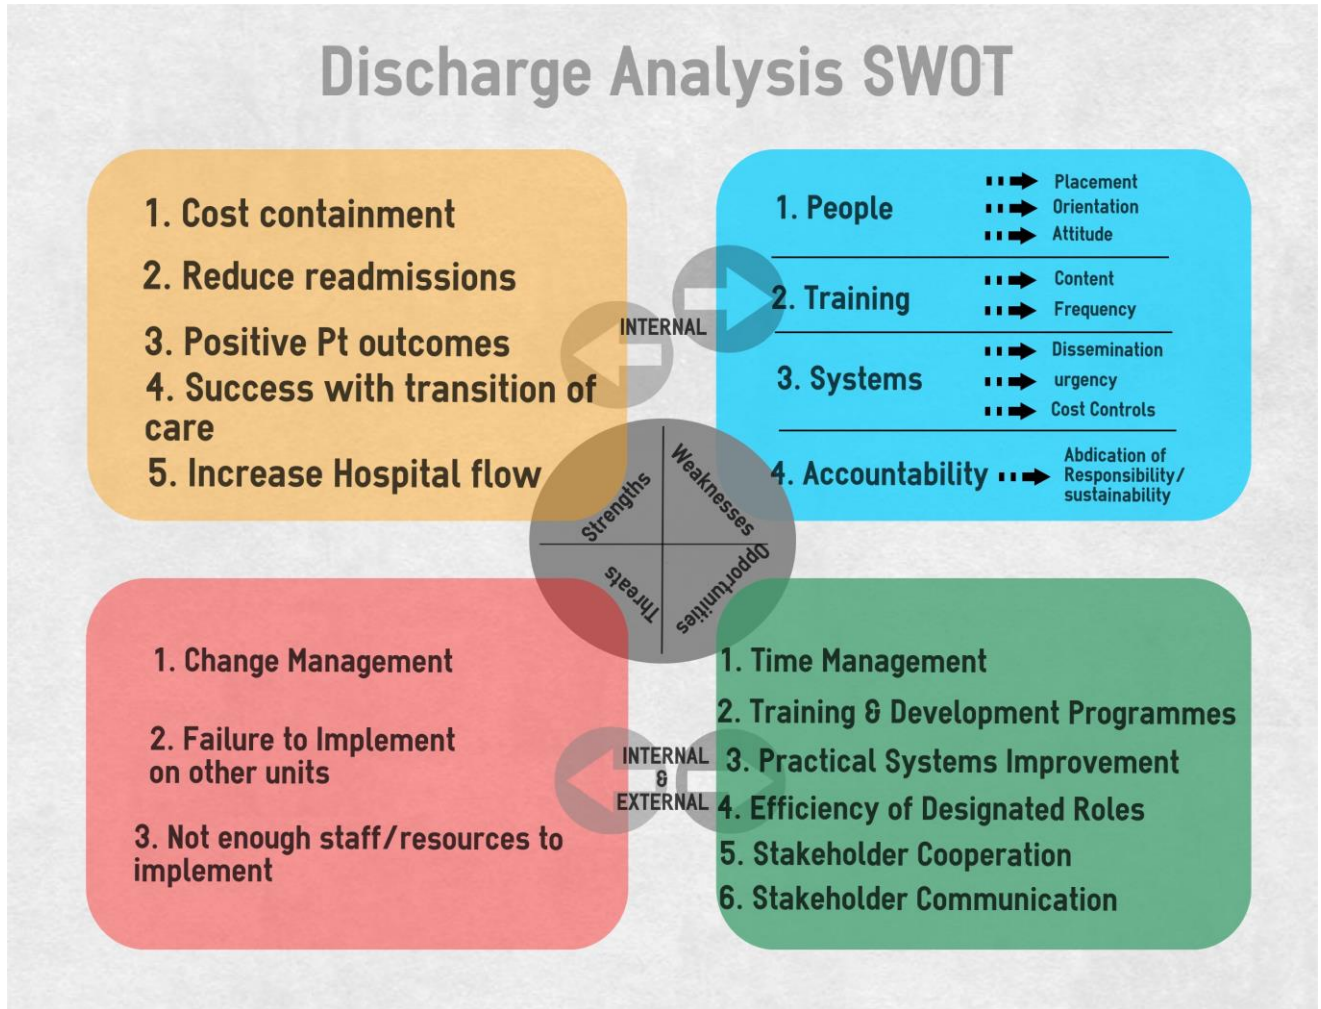 Discharge Analysis SWOT
1. Cost containment
2. Reduce readmissions
3. Positive Pt outcomes
4. Success with transition of
care
5. Increase Hospital flow
INTERNAL
1. People
Placement
Orientation
Attitude
2. Training
Content
Frequency
3. Systems
Dissemination
urgency
Cost Controls
4. Accountability
Abdication of
Responsibility/
sustainability
Strengths
Weaknesses
Threats
Opportunities
1. Change Management
2. Failure to Implement
on other units
3. Not enough staff/resources to
implement
INTERNAL
&
EXTERNAL
1. Time Management
2. Training & Development Programmes
3. Practical Systems Improvement
4. Efficiency of Designated Roles
5. Stakeholder Cooperation
6. Stakeholder Communication